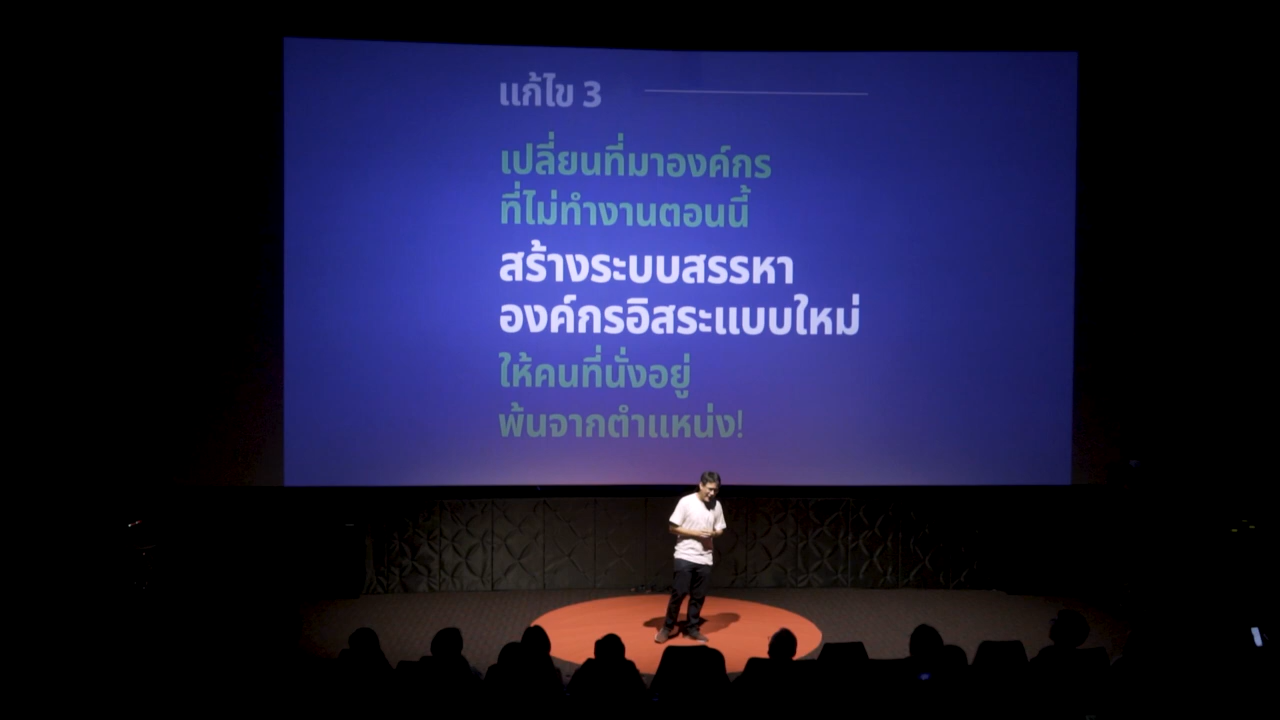 แก้ไข 3
เปลี่ยนที่มาองค์กร
ที่ไม่ทำงานตอนนี้
สร้างระบบสรรหา
องค์กรอิสระแบบใหม่
ให้คนที่นั่งอยู่
พ้นจากตำแหน่ง!